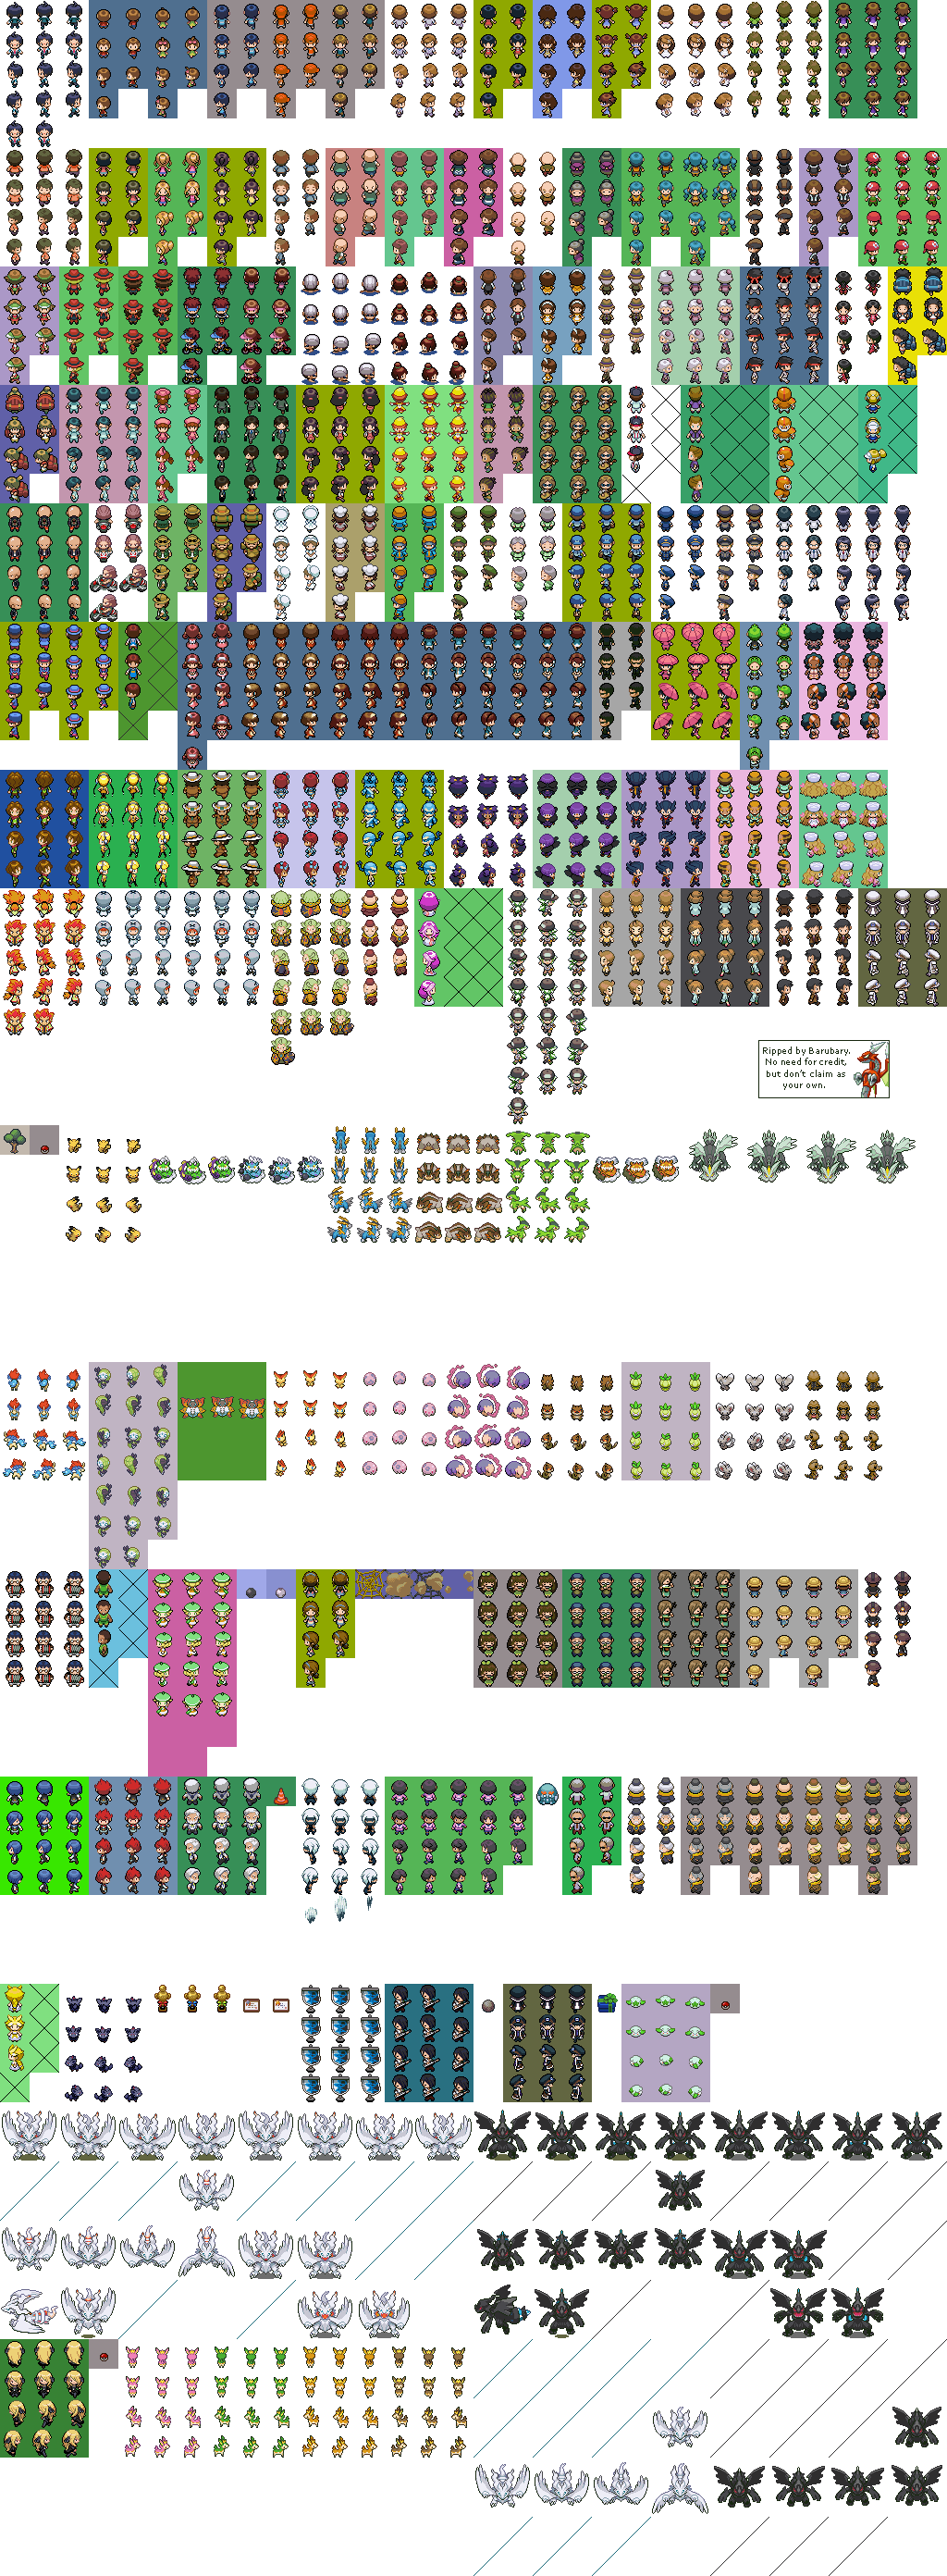 Ripped by Barubary.
No need for credit,
but don't claim as
your own.